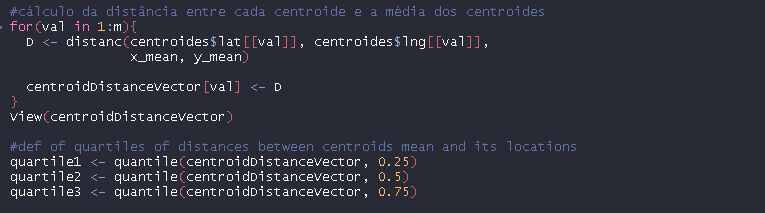 #cálculo da distância entre cada centroide e a média dos centroides
for(val in 1:m){
  D <- distanc(centroides$lat[[val]], centroides$lng[[val]],
               x_mean, y_mean)
  centroidDistanceVector[val] <- D
}
View(centroidDistanceVector)
#def of quartiles of distances between centroids mean and its locations
quartile1 <- quantile(centroidDistanceVector, 0.25)
quartile2 <- quantile(centroidDistanceVector, 0.5)
quartile3 <- quantile(centroidDistanceVector, 0.75)